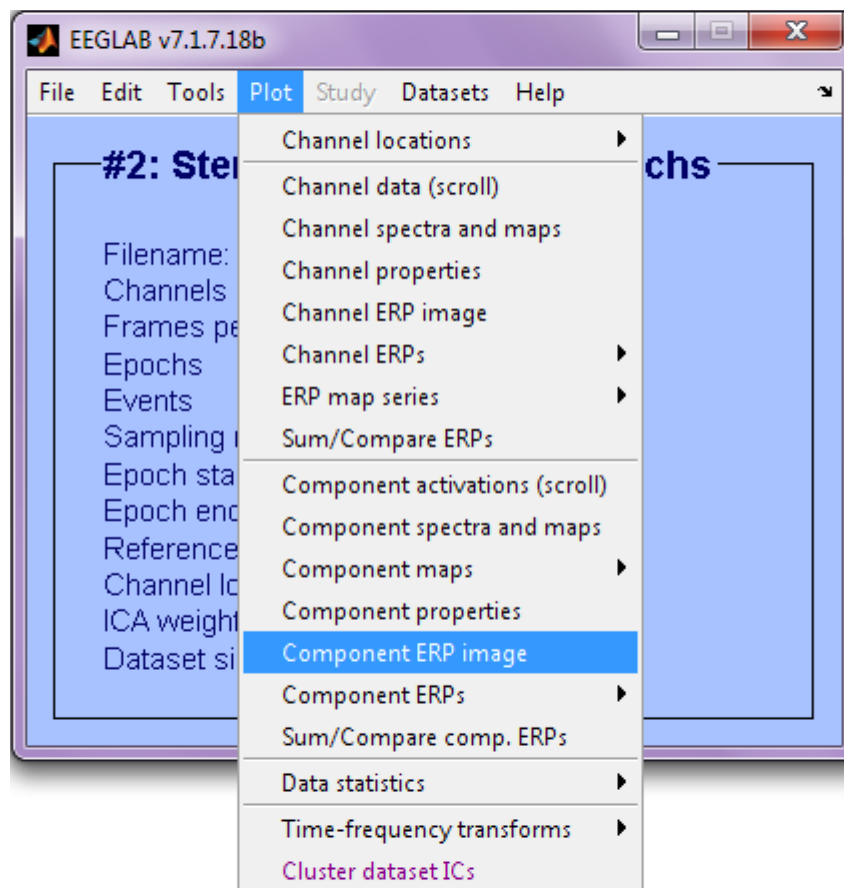 EEGLAB v7.1.7.18b
File Edit Tools Plot Study Datasets Help
#2: Ster chs
Filename:
Channels
Frames pe
Epochs
Events
Sampling r
Epoch sta
Epoch end
Reference
Channel lo
ICA weight
Dataset si
Channel locations
Channel data (scroll)
Channel spectra and maps
Channel properties
Channel ERP image
Channel ERPs
ERP map series
Sum/Compare ERPs
Component activations (scroll)
Component spectra and maps
Component maps
Component properties
Component ERP image
Component ERPs
Sum/Compare comp. ERPs
Data statistics
Time-frequency transforms
Cluster dataset ICs